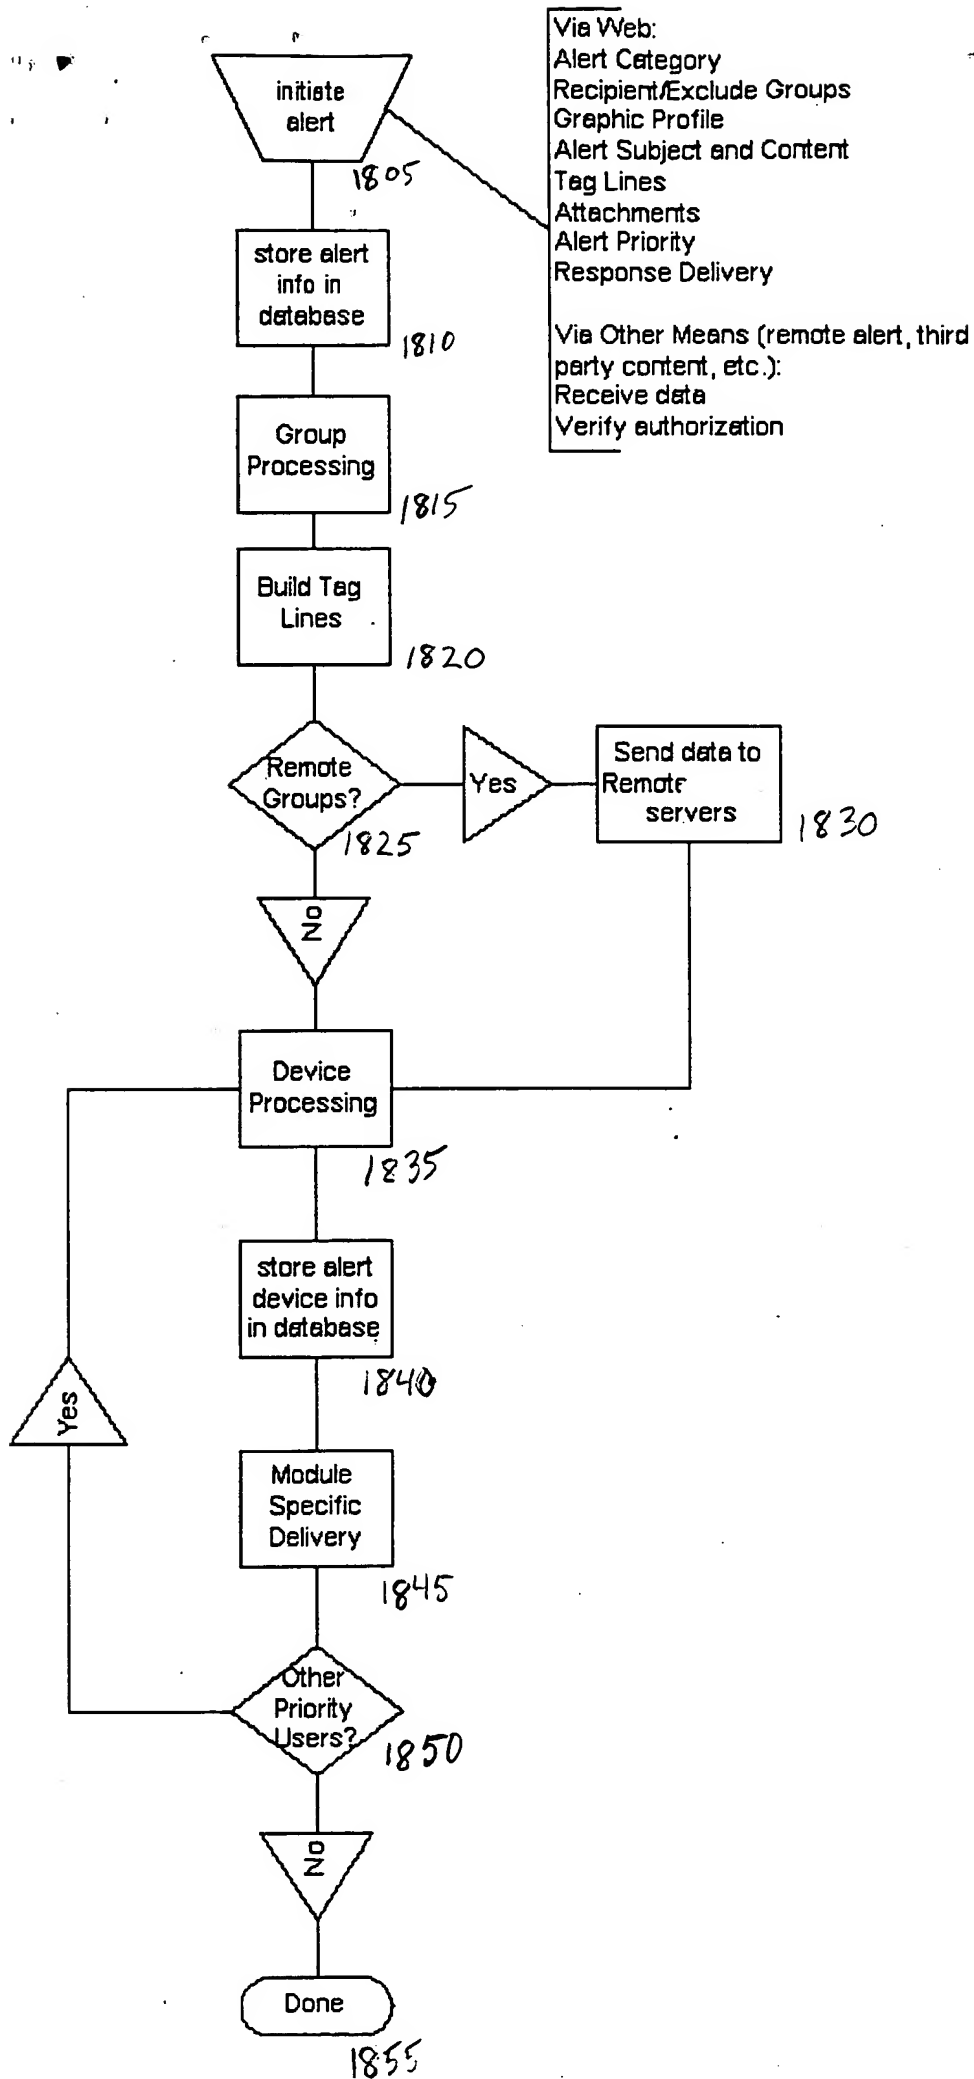 initiate
alert
1805
Via Web:
Alert Category
Recipient/Exclude Groups
Graphic Profile
Alert Subject and Content
Tag Lines
Attachments
Alert Priority
Response Delivery
Via Other Means (remote alert, third
party content, etc.):
Receive data
Verify authorization
store alert
info in
database
1810
Group
Processing
1815
Build Tag
Lines
1820
Remote
Groups?
1825
Yes
Send data to
Remote
servers
1830
No
Device
Processing
1835
store alert
device info
in database
1840
Yes
Module
Specific
Delivery
1845
Other
Priority
Users?
1850
No
Done
1855